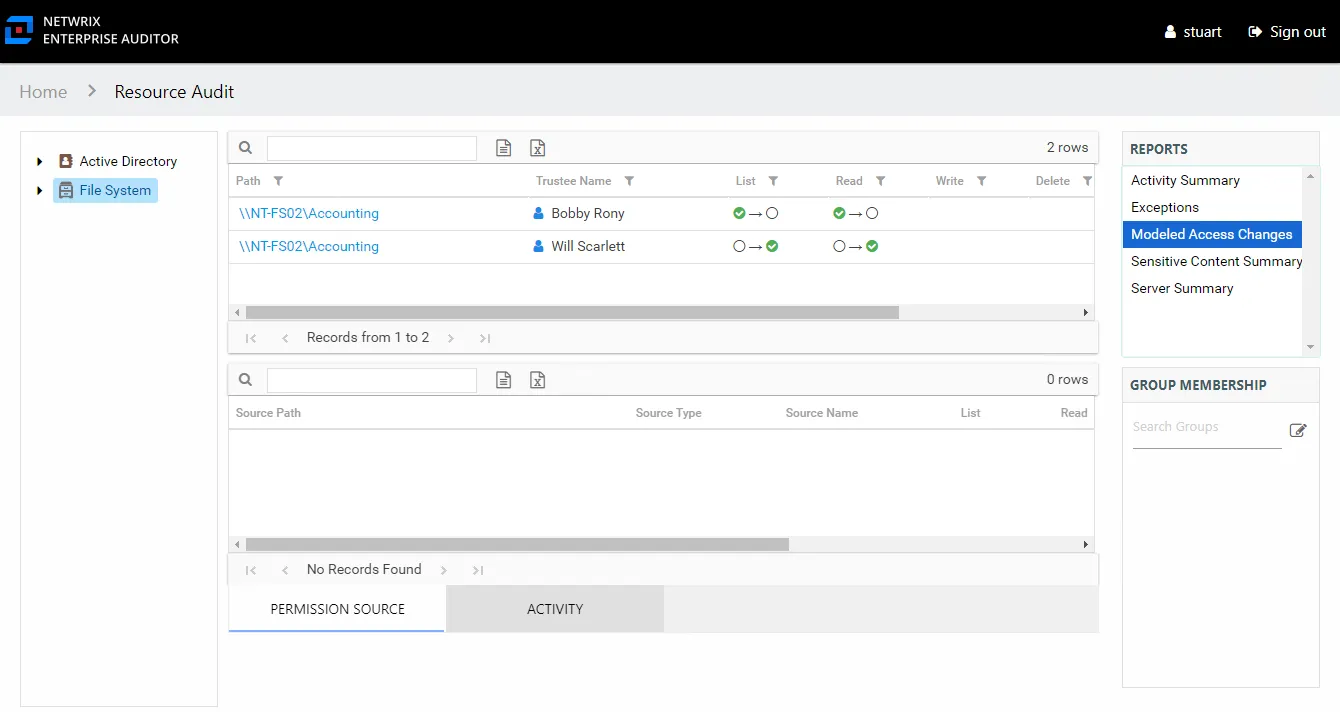 NETWRIX
ENTERPRISE AUDITOR
stuart Sign out
Home Resource Audit
Active Directory
File System
2 rows
Path Trustee Name List Read Write Delete
\\NT-FS02\Accounting Bobby Rony
\\NT-FS02\Accounting Will Scarlett
Records from 1 to 2
0 rows
Source Path Source Type Source Name List Read
No Records Found
PERMISSION SOURCE ACTIVITY
REPORTS
Activity Summary
Exceptions
Modeled Access Changes
Sensitive Content Summary
Server Summary
GROUP MEMBERSHIP
Search Groups